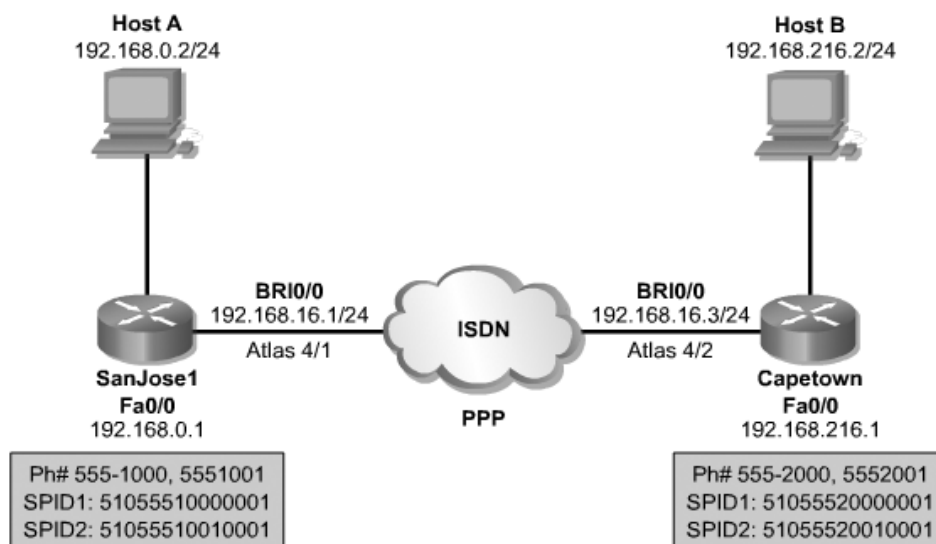 Host A
192.168.0.2/24
Host B
192.168.216.2/24
BRI0/0
192.168.16.1/24
Atlas 4/1
ISDN
PPP
BRI0/0
192.168.16.3/24
Atlas 4/2
SanJose1
Fa0/0
192.168.0.1
Capetown
Fa0/0
192.168.216.1
Ph# 555-1000, 5551001
SPID1: 51055510000001
SPID2: 51055510010001
Ph# 555-2000, 5552001
SPID1: 51055520000001
SPID2: 51055520010001